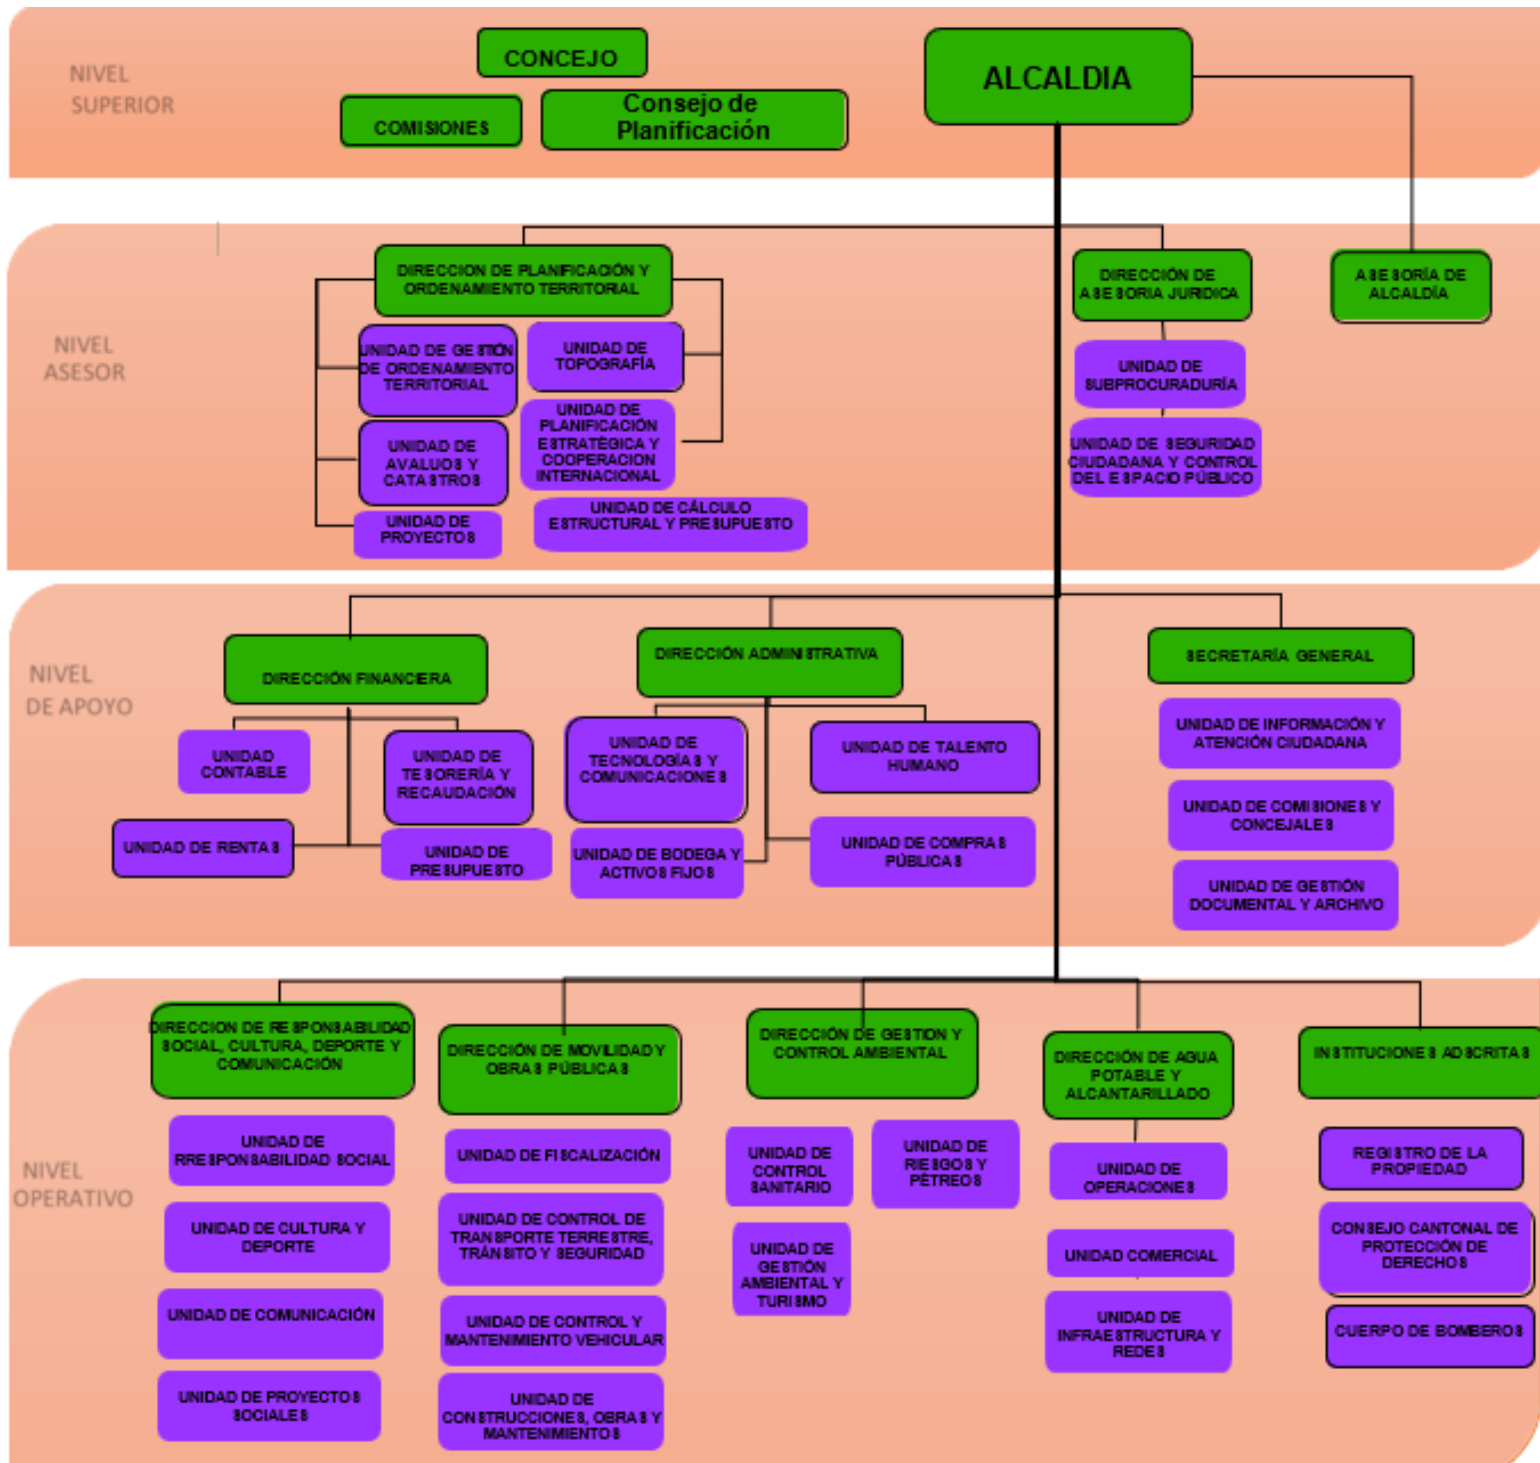 NIVEL
SUPERIOR
CONCEJO
COMISIONES
Consejo de
Planificación
ALCALDIA
NIVEL
ASESOR
DIRECCION DE PLANIFICACIÓN Y
ORDENAMIENTO TERRITORIAL
UNIDAD DE GESTIÓN
DE ORDENAMIENTO
TERRITORIAL
UNIDAD DE
TOPOGRAFÍA
UNIDAD DE
AVALUOS Y
CATASTROS
UNIDAD DE
PLANIFICACIÓN
ESTRATÉGICA Y
COOPERACION
INTERNACIONAL
UNIDAD DE
PROYECTOS
UNIDAD DE CÁLCULO
ESTRUCTURAL Y PRESUPUESTO
DIRECCIÓN DE
ASESORIA JURIDICA
UNIDAD DE
SUBPROCURADURÍA
UNIDAD DE SEGURIDAD
CIUDADANA Y CONTROL
DEL ESPACIO PÚBLICO
ASESORÍA DE
ALCALDÍA
NIVEL
DE APOYO
DIRECCIÓN FINANCIERA
UNIDAD
CONTABLE
UNIDAD DE
TESORERÍA Y
RECAUDACIÓN
UNIDAD DE RENTAS
UNIDAD DE
PRESUPUESTO
DIRECCIÓN ADMINISTRATIVA
UNIDAD DE
TECNOLOGÍAS Y
COMUNICACIONES
UNIDAD DE TALENTO
HUMANO
UNIDAD DE BODEGA Y
ACTIVOS FIJOS
UNIDAD DE COMPRAS
PÚBLICAS
SECRETARÍA GENERAL
UNIDAD DE INFORMACIÓN Y
ATENCIÓN CIUDADANA
UNIDAD DE COMISIONES Y
CONCEJALES
UNIDAD DE GESTIÓN
DOCUMENTAL Y ARCHIVO
NIVEL
OPERATIVO
DIRECCION DE RESPONSABILIDAD
SOCIAL, CULTURA, DEPORTE Y
COMUNICACIÓN
UNIDAD DE
RRESPONSABILIDAD SOCIAL
UNIDAD DE CULTURA Y
DEPORTE
UNIDAD DE COMUNICACIÓN
UNIDAD DE PROYECTOS
SOCIALES
DIRECCIÓN DE MOVILIDAD Y
OBRAS PÚBLICAS
UNIDAD DE FISCALIZACIÓN
UNIDAD DE CONTROL DE
TRANSPORTE TERRESTRE,
TRÁNSITO Y SEGURIDAD
UNIDAD DE CONTROL Y
MANTENIMIENTO VEHICULAR
UNIDAD DE
CONSTRUCCIONES, OBRAS Y
MANTENIMIENTOS
DIRECCIÓN DE GESTION Y
CONTROL AMBIENTAL
UNIDAD DE
CONTROL
SANITARIO
UNIDAD DE
RIESGOS Y
PÉTREOS
UNIDAD DE
GESTIÓN
AMBIENTAL Y
TURISMO
DIRECCIÓN DE AGUA
POTABLE Y
ALCANTARILLADO
UNIDAD DE
OPERACIONES
UNIDAD COMERCIAL
UNIDAD DE
INFRAESTRUCTURA Y
REDES
INSTITUCIONES ADSCRITAS
REGISTRO DE LA
PROPIEDAD
CONSEJO CANTONAL DE
PROTECCIÓN DE
DERECHOS
CUERPO DE BOMBEROS